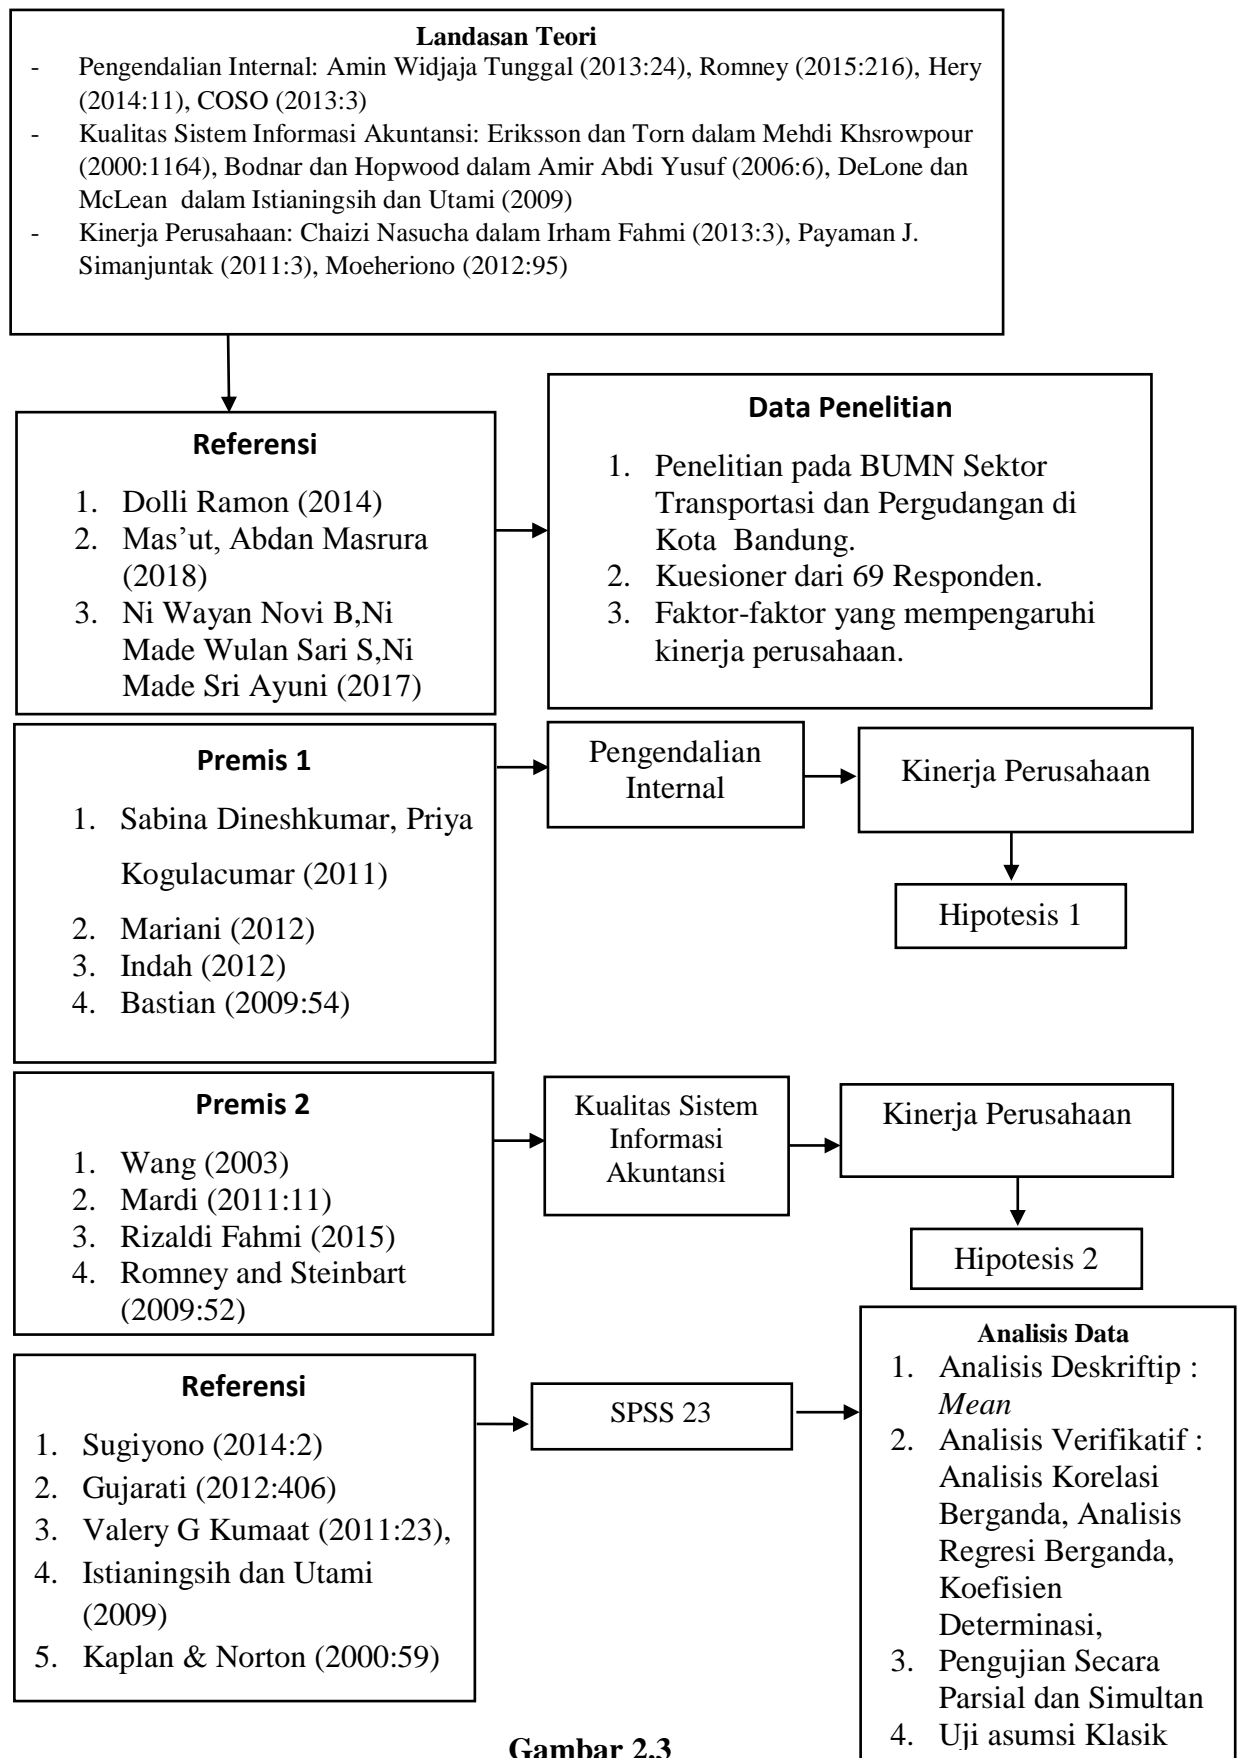 Landasan Teori
- Pengendalian Internal: Amin Widjaja Tunggal (2013:24), Romney (2015:216), Hery
(2014:11), COSO (2013:3)
- Kualitas Sistem Informasi Akuntansi: Eriksson dan Torn dalam Mehdi Khsrowpour
(2000:1164), Bodnar dan Hopwood dalam Amir Abdi Yusuf (2006:6), DeLone dan
McLean dalam Istianingsih dan Utami (2009)
- Kinerja Perusahaan: Chaizi Nasucha dalam Irham Fahmi (2013:3), Payaman J.
Simanjuntak (2011:3), Moeheriono (2012:95)
Referensi
1. Dolli Ramon (2014)
2. Mas’ut, Abdan Masrura
(2018)
3. Ni Wayan Novi B,Ni
Made Wulan Sari S,Ni
Made Sri Ayuni (2017)
Data Penelitian
1. Penelitian pada BUMN Sektor
Transportasi dan Pergudangan di
Kota Bandung.
2. Kuesioner dari 69 Responden.
3. Faktor-faktor yang mempengaruhi
kinerja perusahaan.
Premis 1
1. Sabina Dineshkumar, Priya
Kogulacumar (2011)
2. Mariani (2012)
3. Indah (2012)
4. Bastian (2009:54)
Pengendalian
Internal
Kinerja Perusahaan
Hipotesis 1
Premis 2
1. Wang (2003)
2. Mardi (2011:11)
3. Rizaldi Fahmi (2015)
4. Romney and Steinbart
(2009:52)
Kualitas Sistem
Informasi
Akuntansi
Kinerja Perusahaan
Hipotesis 2
Referensi
1. Sugiyono (2014:2)
2. Gujarati (2012:406)
3. Valery G Kumaat (2011:23),
4. Istianingsih dan Utami
(2009)
5. Kaplan & Norton (2000:59)
SPSS 23
Analisis Data
1. Analisis Deskriftip :
Mean
2. Analisis Verifikatif :
Analisis Korelasi
Berganda, Analisis
Regresi Berganda,
Koefisien
Determinasi,
3. Pengujian Secara
Parsial dan Simultan
4. Uji asumsi Klasik
Gambar 2.3